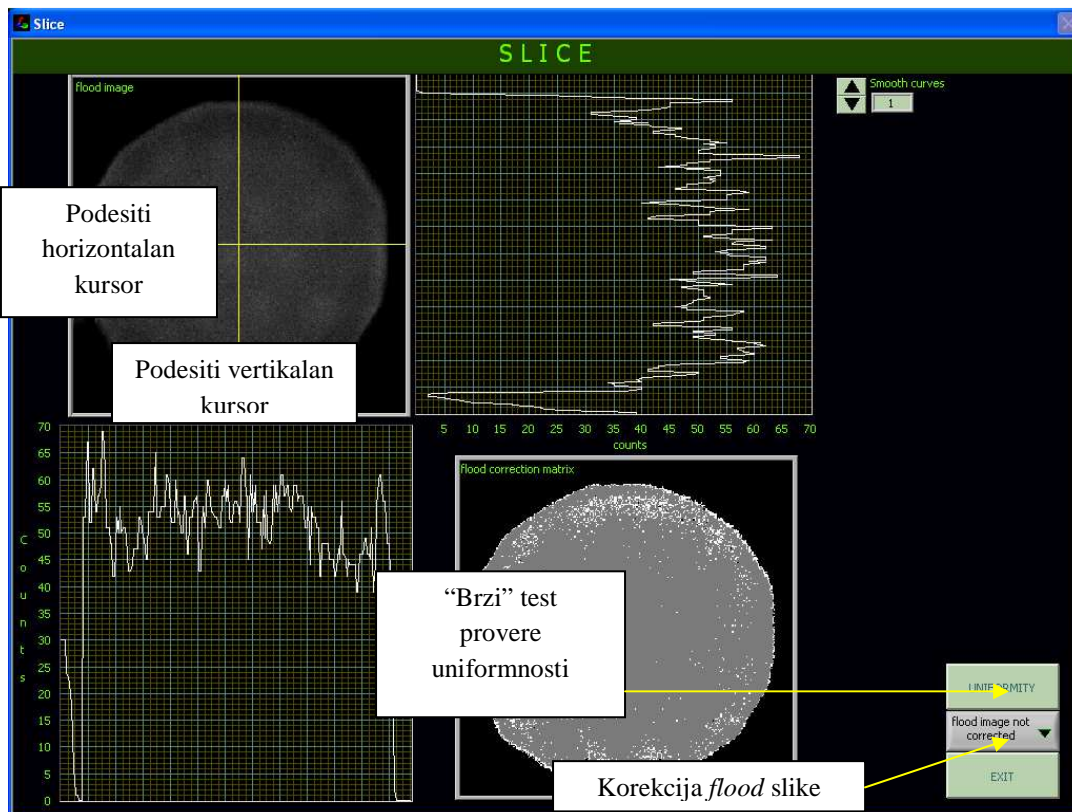 Slice
SLICE
flood image
Smooth curves
1
Podesiti
horizontalan
kursor
Podesiti vertikalan
kursor
5 10 15 20 25 30 35 40 45 50 55 60 65 70
counts
70
65
60
55
50
45
40
35
30
25
20
15
10
5
0
Counts
flood correction matrix
“Brzi” test
provere
uniformnosti
UNIFORMITY
flood image not
corrected
EXIT
Korekcija flood slike